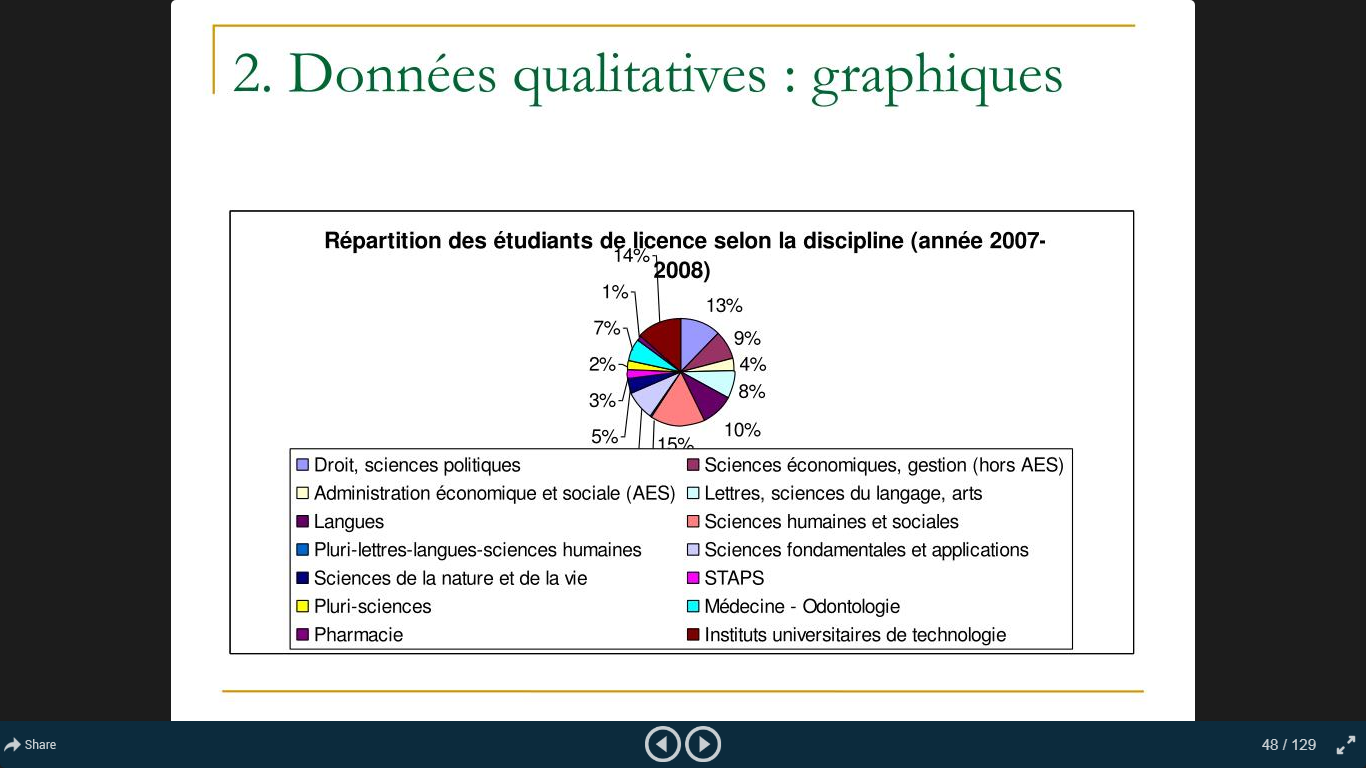 2. Données qualitatives : graphiques
Répartition des étudiants de licence selon la discipline (année 2007-
2008)
14%
13%
1%
9%
7%
4%
2%
8%
3%
10%
5%
15%
Droit, sciences politiques
Sciences économiques, gestion (hors AES)
Administration économique et sociale (AES)
Lettres, sciences du langage, arts
Langues
Sciences humaines et sociales
Pluri-lettres-langues-sciences humaines
Sciences fondamentales et applications
Sciences de la nature et de la vie
STAPS
Pluri-sciences
Médecine - Odontologie
Pharmacie
Instituts universitaires de technologie
Share
48 / 129